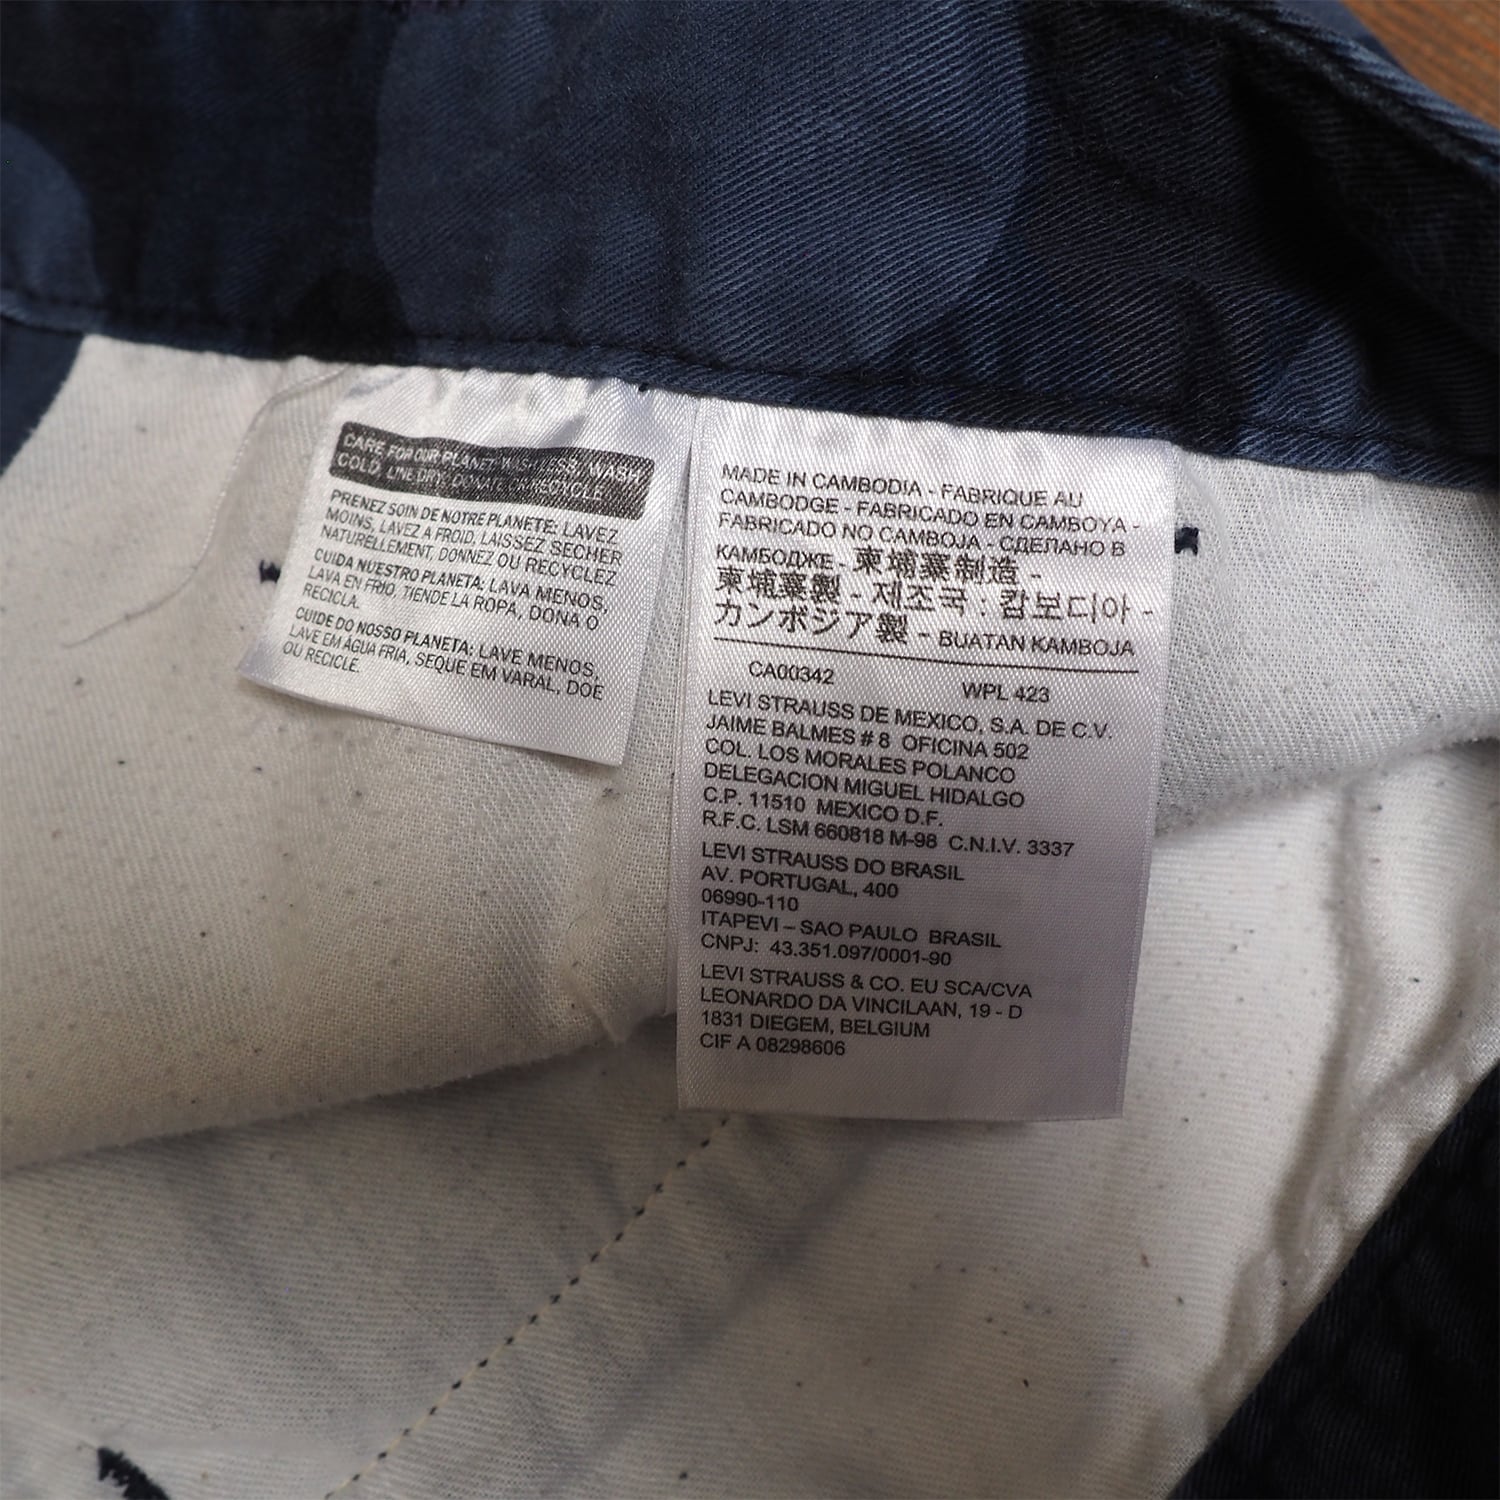 CARE FOR OUR PLANET: WASH LESS, WASH
COLD, LINE DRY, DONATE OR RECYCLE
PRENEZ SOIN DE NOTRE PLANETE: LAVEZ
MOINS, LAVEZ A FROID, LAISSEZ SECHER
NATURELLEMENT, DONNEZ OU RECYCLEZ
CUIDA NUESTRO PLANETA: LAVA MENOS,
LAVA EN FRIO, TIENDE LA ROPA, DONA O
RECICLA.
CUIDE DO NOSSO PLANETA: LAVE MENOS,
LAVE EM ÁGUA FRIA, SEQUE EM VARAL, DOE
OU RECICLE.
MADE IN CAMBODIA - FABRIQUE AU
CAMBODGE - FABRICADO EN CAMBOYA -
FABRICADO NO CAMBOJA - СДЕЛАНО В
КАМБОДЖЕ - 柬埔寨制造 -
柬埔寨製 - 제조국 : 캄보디아 -
カンボジア製 - BUATAN KAMBOJA
CA00342 WPL 423
LEVI STRAUSS DE MEXICO, S.A. DE C.V.
JAIME BALMES # 8 OFICINA 502
COL. LOS MORALES POLANCO
DELEGACION MIGUEL HIDALGO
C.P. 11510 MEXICO D.F.
R.F.C. LSM 660818 M-98 C.N.I.V. 3337
LEVI STRAUSS DO BRASIL
AV. PORTUGAL, 400
06990-110
ITAPEVI – SAO PAULO BRASIL
CNPJ: 43.351.097/0001-90
LEVI STRAUSS & CO. EU SCA/CVA
LEONARDO DA VINCILAAN, 19 - D
1831 DIEGEM, BELGIUM
CIF A 08298606